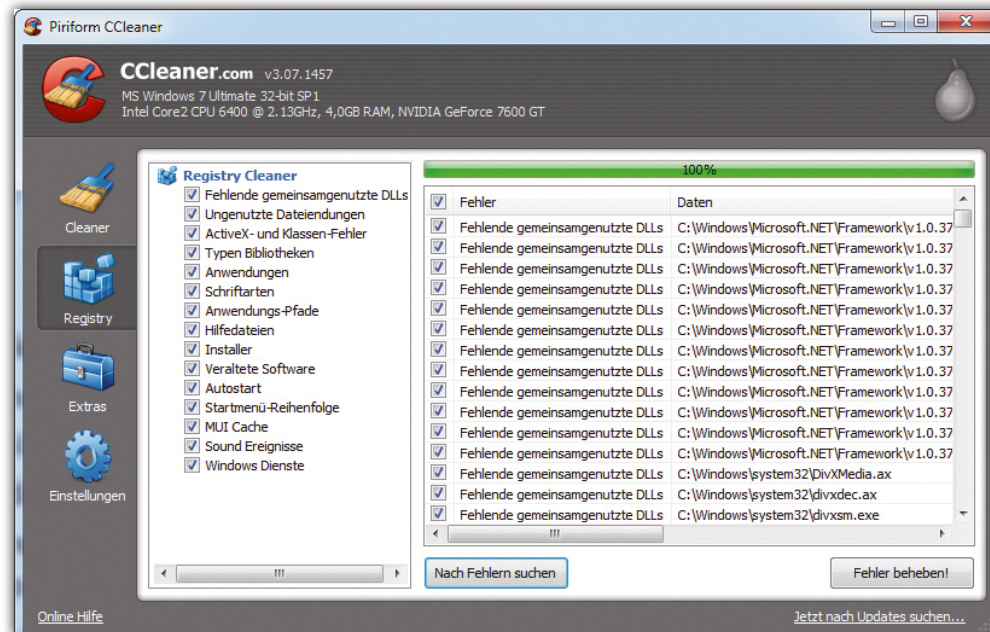 Piriform CCleaner
CCleaner.com v3.07.1457
MS Windows 7 Ultimate 32-bit SP1
Intel Core2 CPU 6400 @ 2.13GHz, 4,0GB RAM, NVIDIA GeForce 7600 GT
Cleaner
Registry
Extras
Einstellungen
Registry Cleaner
Fehlende gemeinsamgenutzte DLLs
Ungenutzte Dateiendungen
ActiveX- und Klassen-Fehler
Typen Bibliotheken
Anwendungen
Schriftarten
Anwendungs-Pfade
Hilfedateien
Installer
Veraltete Software
Autostart
Startmenü-Reihenfolge
MUI Cache
Sound Ereignisse
Windows Dienste
100%
Fehler Daten
Fehlende gemeinsamgenutzte DLLs C:\Windows\Microsoft.NET\Framework\v1.0.37
Fehlende gemeinsamgenutzte DLLs C:\Windows\Microsoft.NET\Framework\v1.0.37
Fehlende gemeinsamgenutzte DLLs C:\Windows\Microsoft.NET\Framework\v1.0.37
Fehlende gemeinsamgenutzte DLLs C:\Windows\Microsoft.NET\Framework\v1.0.37
Fehlende gemeinsamgenutzte DLLs C:\Windows\Microsoft.NET\Framework\v1.0.37
Fehlende gemeinsamgenutzte DLLs C:\Windows\Microsoft.NET\Framework\v1.0.37
Fehlende gemeinsamgenutzte DLLs C:\Windows\Microsoft.NET\Framework\v1.0.37
Fehlende gemeinsamgenutzte DLLs C:\Windows\Microsoft.NET\Framework\v1.0.37
Fehlende gemeinsamgenutzte DLLs C:\Windows\Microsoft.NET\Framework\v1.0.37
Fehlende gemeinsamgenutzte DLLs C:\Windows\Microsoft.NET\Framework\v1.0.37
Fehlende gemeinsamgenutzte DLLs C:\Windows\Microsoft.NET\Framework\v1.0.37
Fehlende gemeinsamgenutzte DLLs C:\Windows\Microsoft.NET\Framework\v1.0.37
Fehlende gemeinsamgenutzte DLLs C:\Windows\system32\DivXMedia.ax
Fehlende gemeinsamgenutzte DLLs C:\Windows\system32\divxdec.ax
Fehlende gemeinsamgenutzte DLLs C:\Windows\system32\divxsm.exe
Nach Fehlern suchen
Fehler beheben!
Online Hilfe
Jetzt nach Updates suchen...